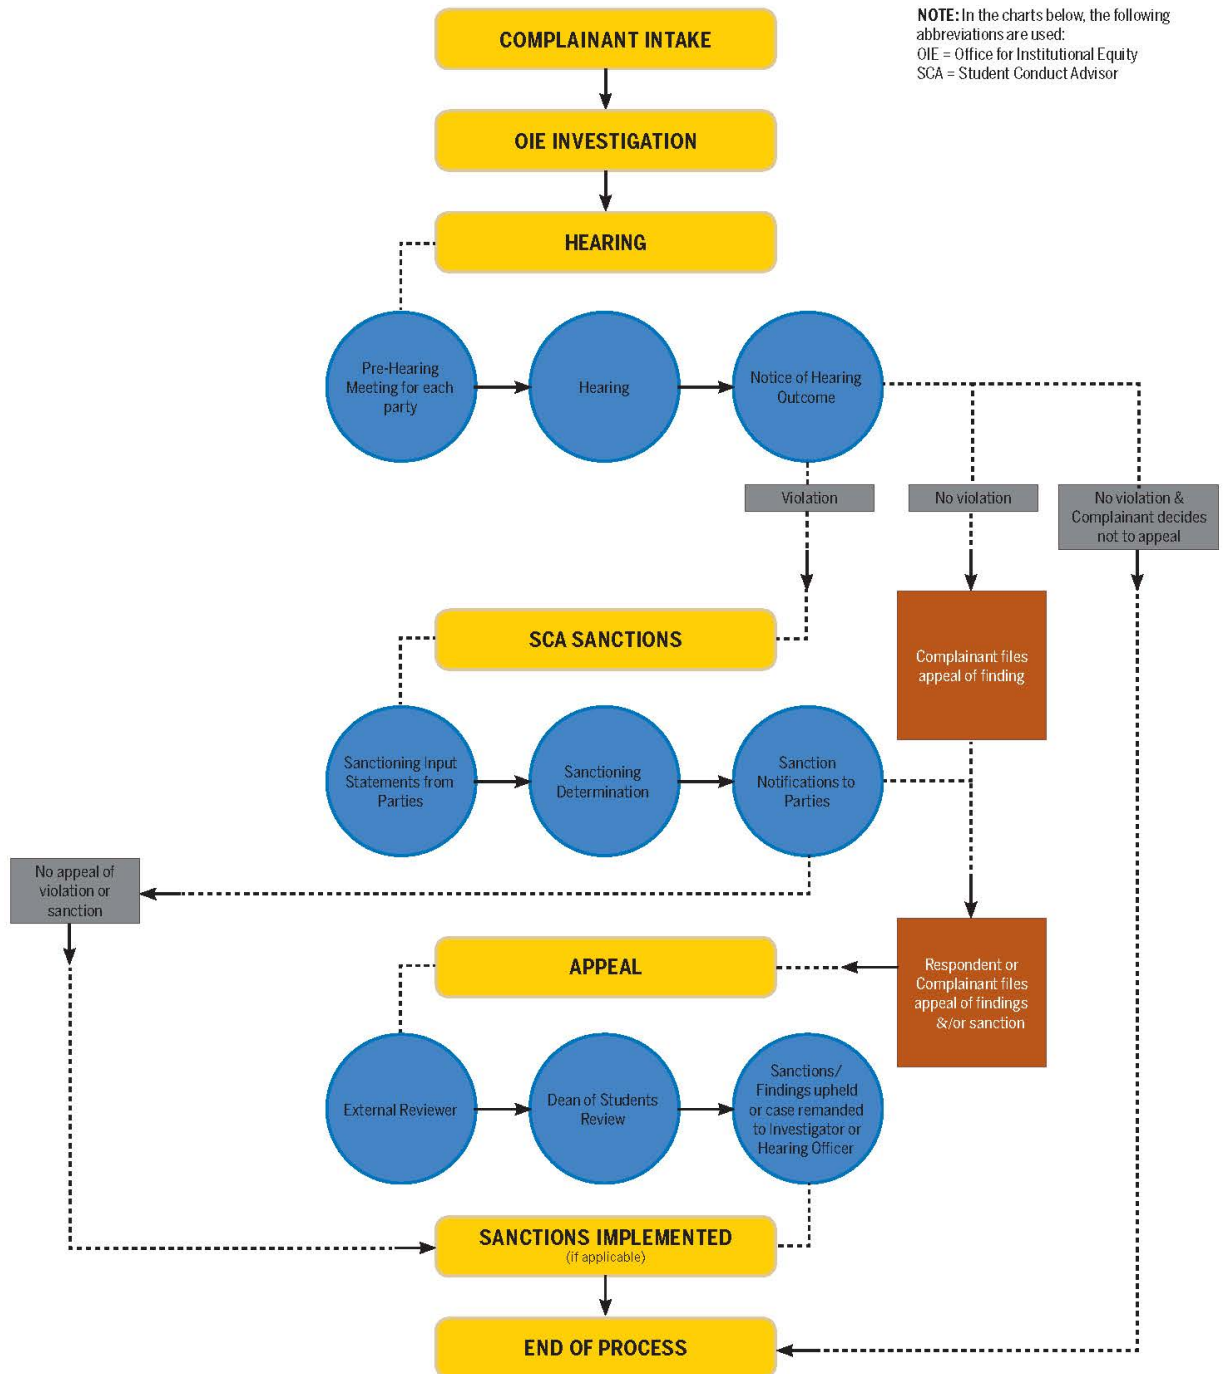 NOTE: In the charts below, the following
abbreviations are used:
OIE = Office for Institutional Equity
SCA = Student Conduct Advisor
COMPLAINANT INTAKE
OIE INVESTIGATION
HEARING
Pre-Hearing
Meeting for each
party
Hearing
Notice of Hearing
Outcome
Violation
No violation
No violation &
Complainant decides
not to appeal
Complainant files
appeal of finding
SCA SANCTIONS
Sanctioning Input
Statements from
Parties
Sanctioning
Determination
Sanction
Notifications to
Parties
No appeal of
violation or
sanction
Respondent or
Complainant files
appeal of findings
&/or sanction
APPEAL
External Reviewer
Dean of Students
Review
Sanctions/
Findings upheld
or case remanded
to Investigator or
Hearing Officer
SANCTIONS IMPLEMENTED
(if applicable)
END OF PROCESS